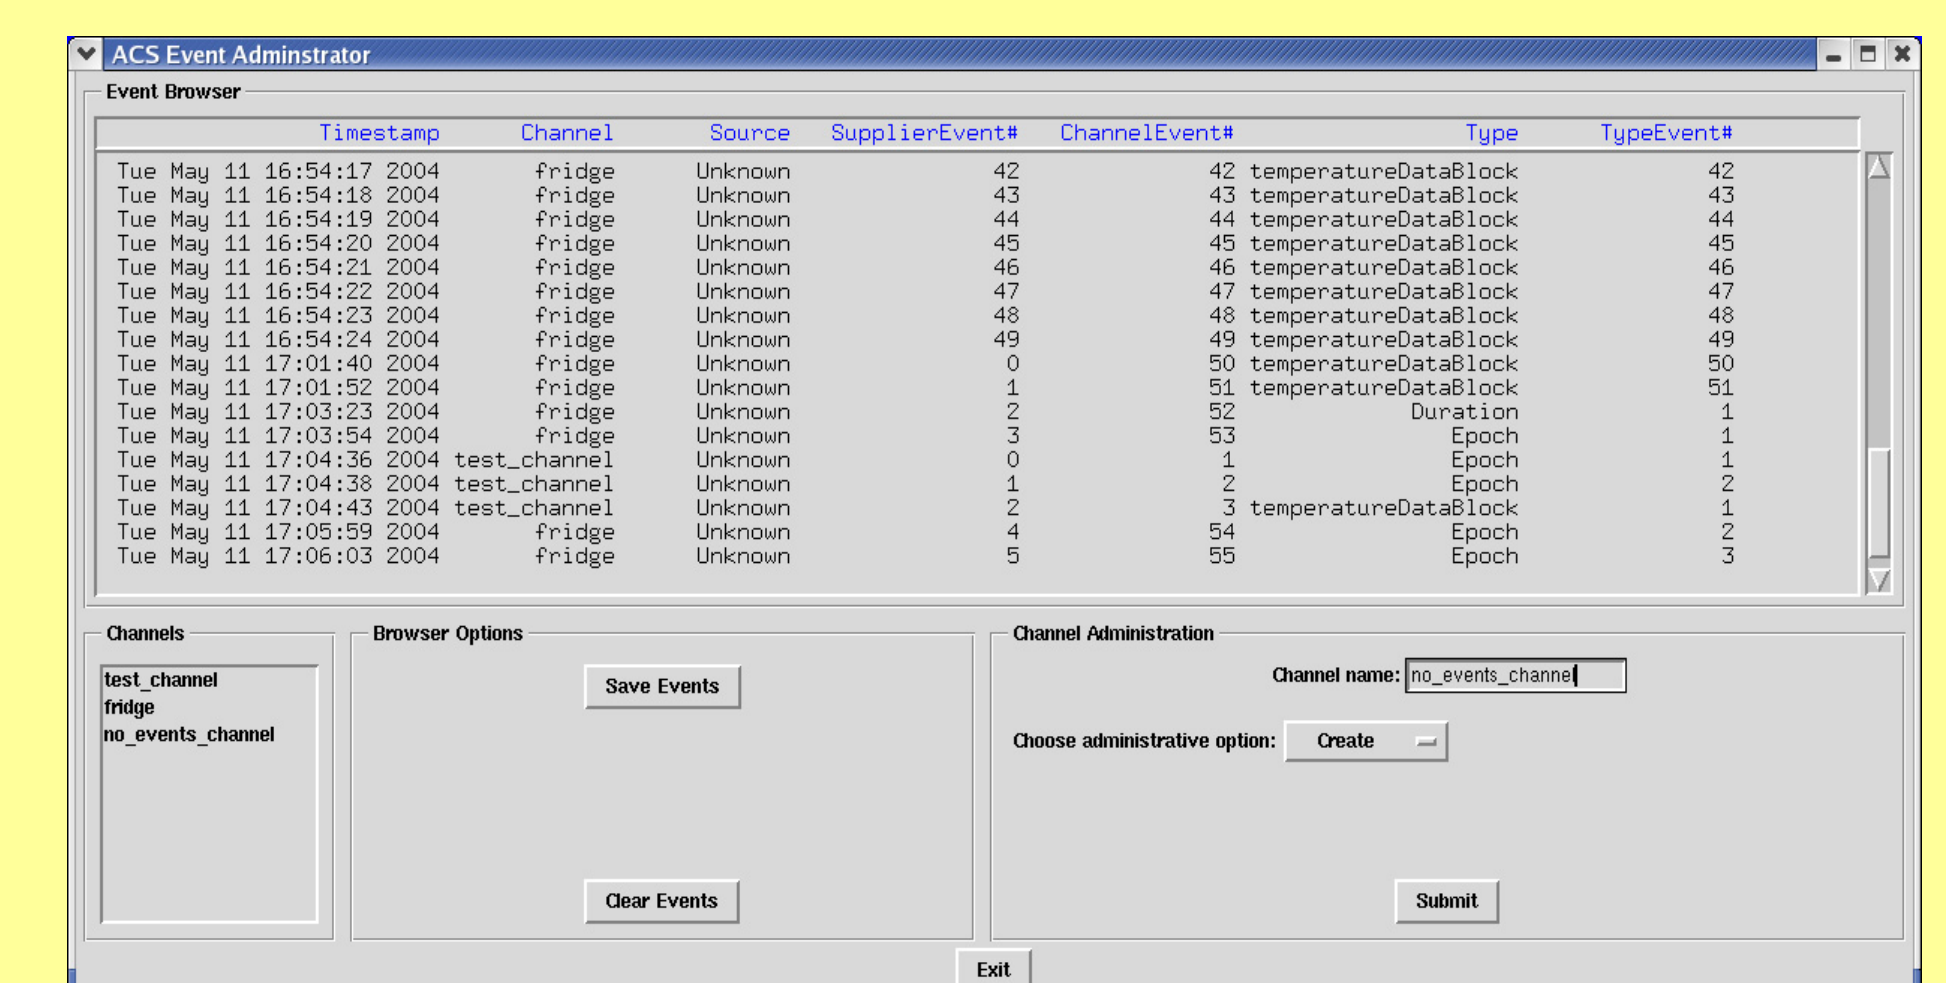 ACS Event Adminstrator
Event Browser
Timestamp Channel Source SupplierEvent# ChannelEvent# Type TypeEvent#
Tue May 11 16:54:17 2004 fridge Unknown 42 42 temperatureDataBlock 42
Tue May 11 16:54:18 2004 fridge Unknown 43 43 temperatureDataBlock 43
Tue May 11 16:54:19 2004 fridge Unknown 44 44 temperatureDataBlock 44
Tue May 11 16:54:20 2004 fridge Unknown 45 45 temperatureDataBlock 45
Tue May 11 16:54:21 2004 fridge Unknown 46 46 temperatureDataBlock 46
Tue May 11 16:54:22 2004 fridge Unknown 47 47 temperatureDataBlock 47
Tue May 11 16:54:23 2004 fridge Unknown 48 48 temperatureDataBlock 48
Tue May 11 16:54:24 2004 fridge Unknown 49 49 temperatureDataBlock 49
Tue May 11 17:01:40 2004 fridge Unknown 0 50 temperatureDataBlock 50
Tue May 11 17:01:52 2004 fridge Unknown 1 51 temperatureDataBlock 51
Tue May 11 17:03:23 2004 fridge Unknown 2 52 Duration 1
Tue May 11 17:03:54 2004 fridge Unknown 3 53 Epoch 1
Tue May 11 17:04:36 2004 test_channel Unknown 0 1 Epoch 1
Tue May 11 17:04:38 2004 test_channel Unknown 1 2 Epoch 2
Tue May 11 17:04:43 2004 test_channel Unknown 2 3 temperatureDataBlock 1
Tue May 11 17:05:59 2004 fridge Unknown 4 54 Epoch 2
Tue May 11 17:06:03 2004 fridge Unknown 5 55 Epoch 3
Channels
test_channel
fridge
no_events_channel
Browser Options
Save Events
Clear Events
Channel Administration
Channel name: no_events_channel
Choose administrative option: Create
Submit
Exit